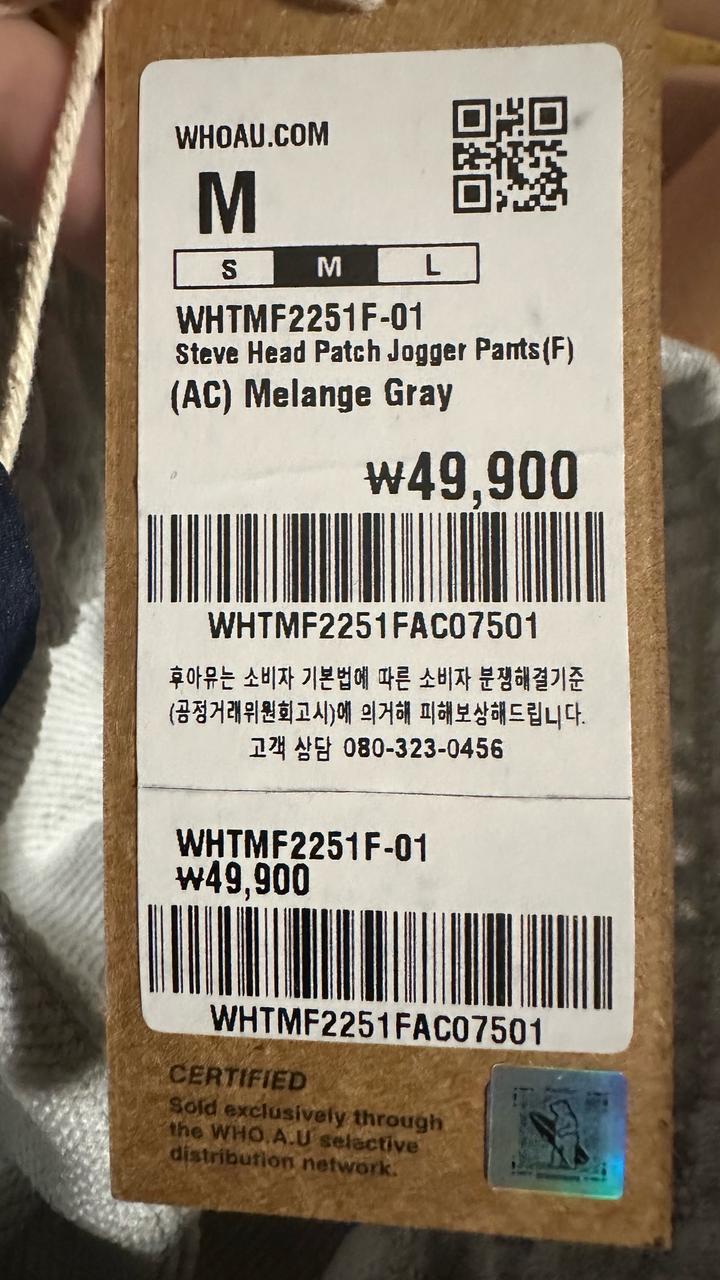 WHOAU.COM
M
S M L
WHTMF2251F-01
Steve Head Patch Jogger Pants(F)
(AC) Melange Gray
₩49,900
WHTMF2251FAC07501
후아유는 소비자 기본법에 따른 소비자 분쟁해결기준
(공정거래위원회고시)에 의거해 피해보상해드립니다.
고객 상담 080-323-0456
WHTMF2251F-01
₩49,900
WHTMF2251FAC07501
CERTIFIED
Sold exclusively through
the WHO.A.U selective
distribution network.